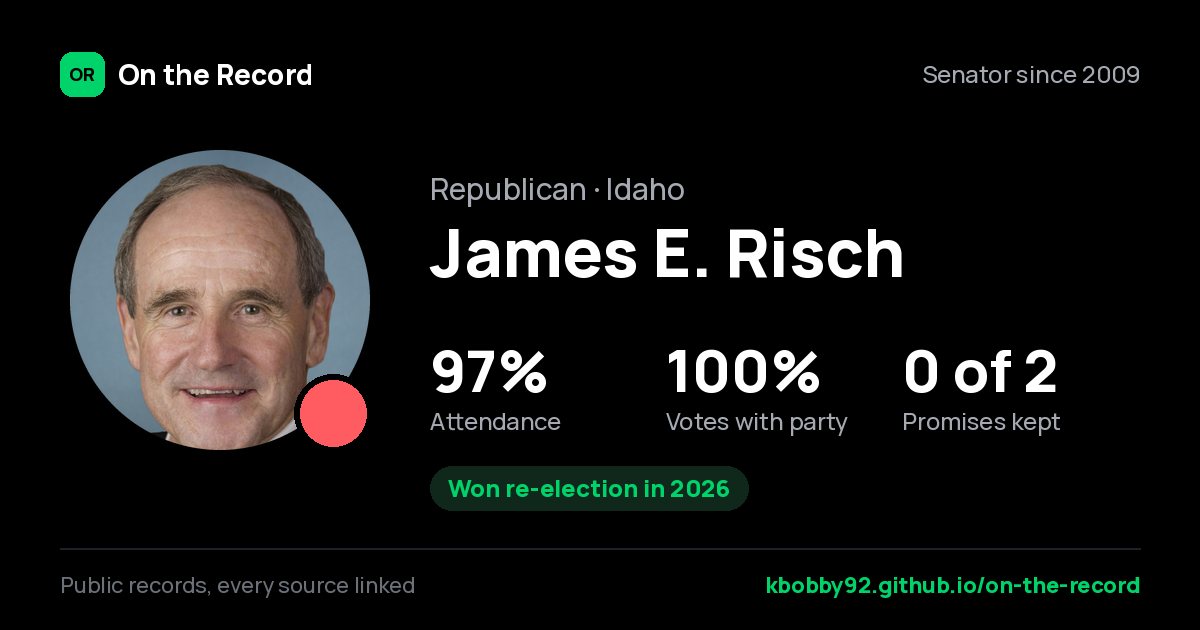 OR On the Record
Senator since 2009
Republican · Idaho
James E. Risch
97% 100% 0 of 2
Attendance Votes with party Promises kept
Won re-election in 2026
Public records, every source linked
kbobby92.github.io/on-the-record